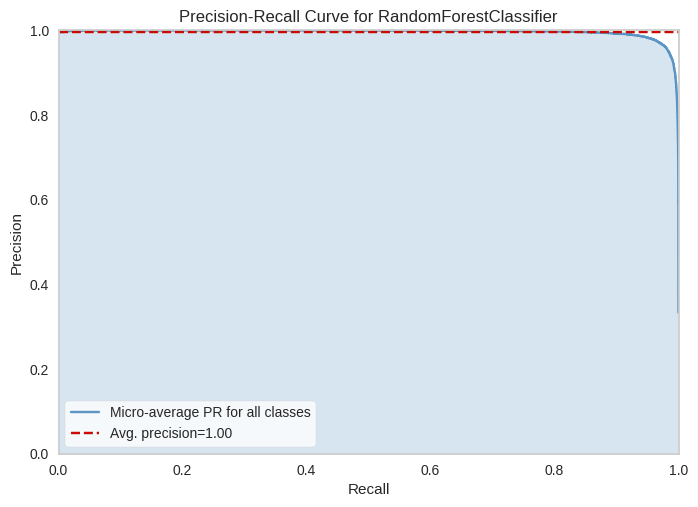 Precision-Recall Curve for RandomForestClassifier
1.0
0.8
0.6
0.4
0.2
0.0
Precision
Micro-average PR for all classes
Avg. precision=1.00
0.0 0.2 0.4 0.6 0.8 1.0
Recall